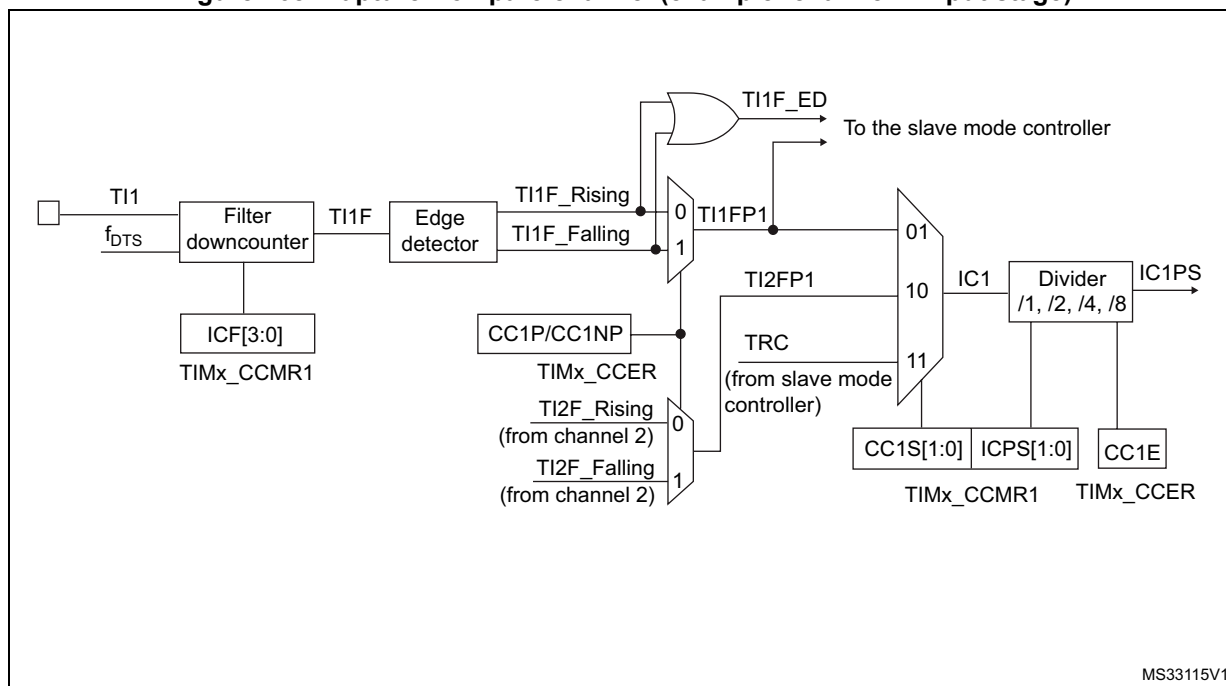 TI1F_ED
To the slave mode controller
TI1
f_DTS
Filter
downcounter
TI1F
Edge
detector
TI1F_Rising
TI1F_Falling
0
1
TI1FP1
01
TI2FP1
10
IC1
Divider
/1, /2, /4, /8
IC1PS
ICF[3:0]
TIMx_CCMR1
CC1P/CC1NP
TIMx_CCER
TRC
11
(from slave mode
controller)
TI2F_Rising
(from channel 2)
0
TI2F_Falling
(from channel 2)
1
CC1S[1:0]
ICPS[1:0]
CC1E
TIMx_CCMR1
TIMx_CCER
MS33115V1